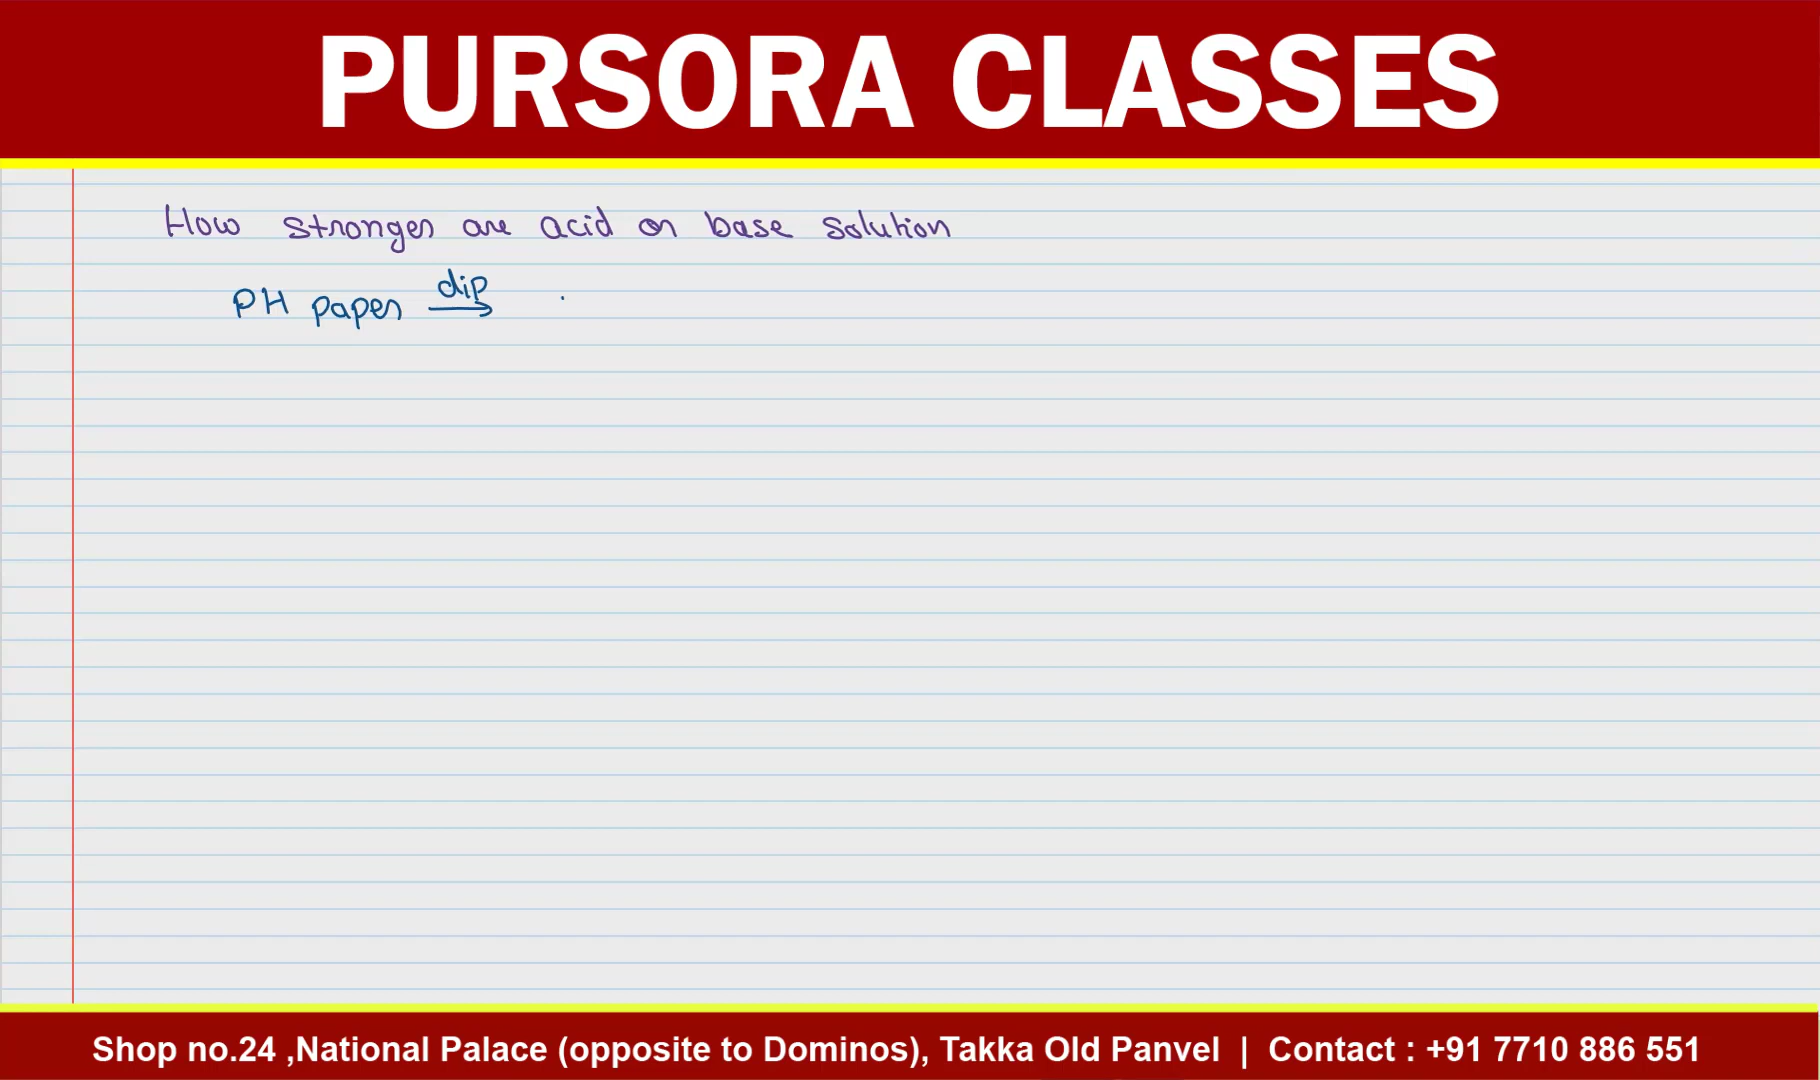 PURSORA CLASSES
How stronger are acid or base solution
dip
PH paper →
Shop no.24 ,National Palace (opposite to Dominos), Takka Old Panvel | Contact : +91 7710 886 551